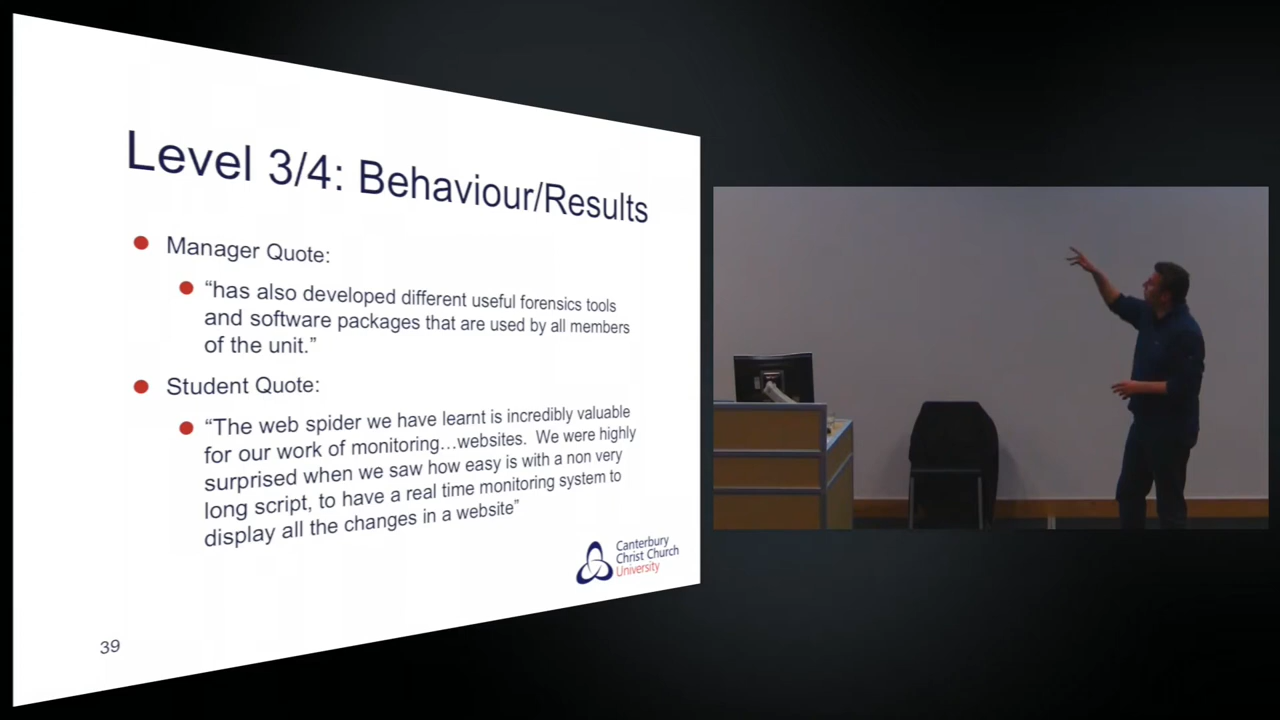 Level 3/4: Behaviour/Results
Manager Quote:
“has also developed different useful forensics tools
and software packages that are used by all members
of the unit.”
Student Quote:
“The web spider we have learnt is incredibly valuable
for our work of monitoring…websites. We were highly
surprised when we saw how easy is with a non very
long script, to have a real time monitoring system to
display all the changes in a website”
Canterbury
Christ Church
University
39